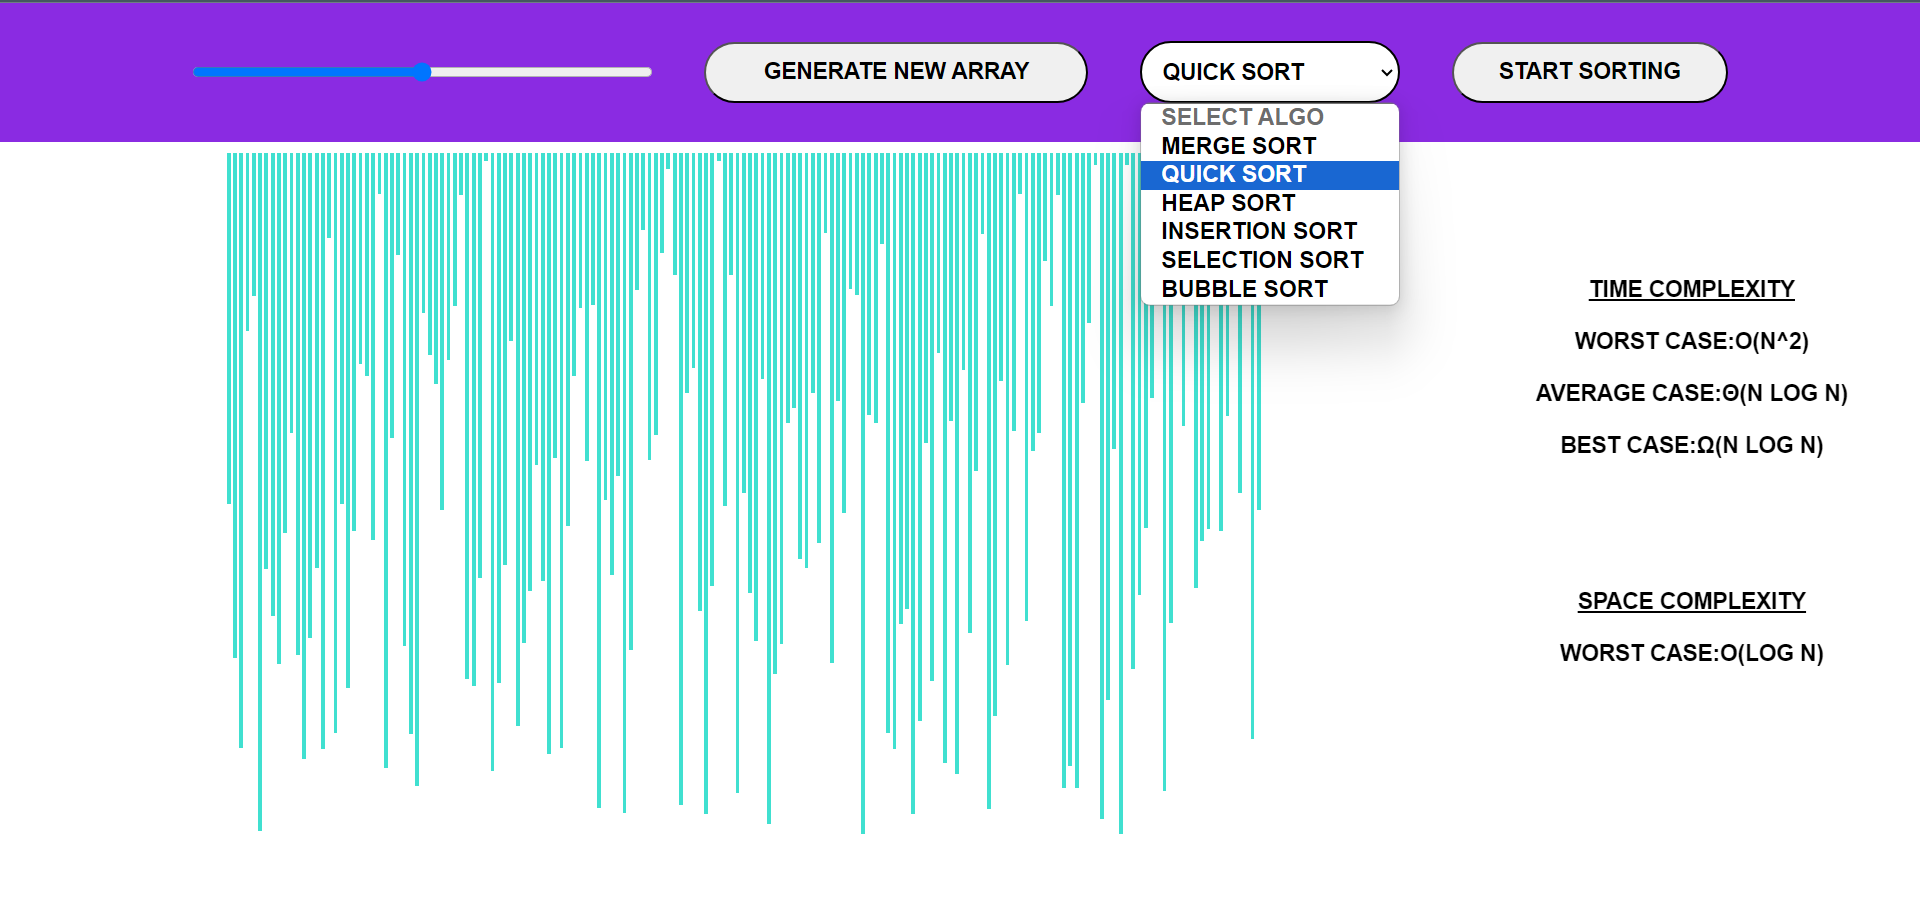 GENERATE NEW ARRAY
QUICK SORT
START SORTING
SELECT ALGO
MERGE SORT
QUICK SORT
HEAP SORT
INSERTION SORT
SELECTION SORT
BUBBLE SORT
TIME COMPLEXITY
WORST CASE:O(N^2)
AVERAGE CASE:Θ(N LOG N)
BEST CASE:Ω(N LOG N)
SPACE COMPLEXITY
WORST CASE:O(LOG N)